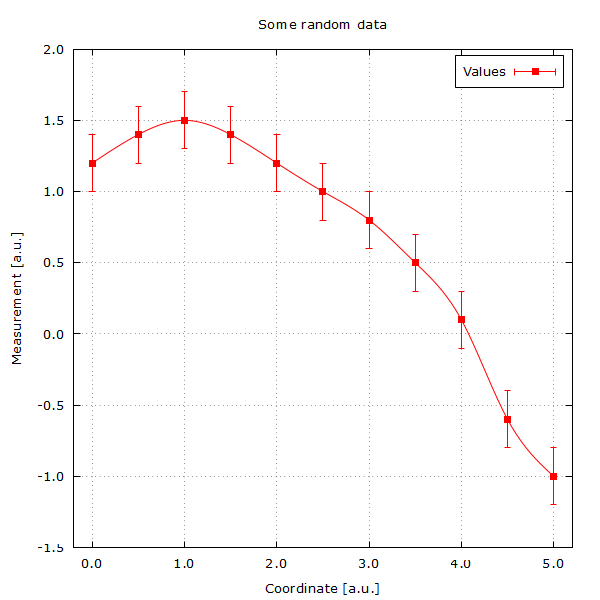 Some random data
Values
2.0
1.5
1.0
0.5
0.0
-0.5
-1.0
-1.5
Measurement [a.u.]
0.0 1.0 2.0 3.0 4.0 5.0
Coordinate [a.u.]